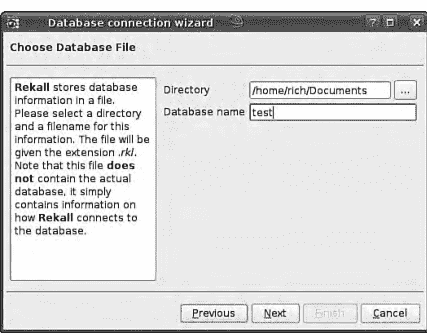 Database connection wizard
Choose Database File
Rekall stores database
information in a file.
Please select a directory
and a filename for this
information. The file will be
given the extension .rkl.
Note that this file does
not contain the actual
database, it simply
contains information on
how Rekall connects to
the database.
Directory /home/rich/Documents ...
Database name test
Previous Next Finish Cancel